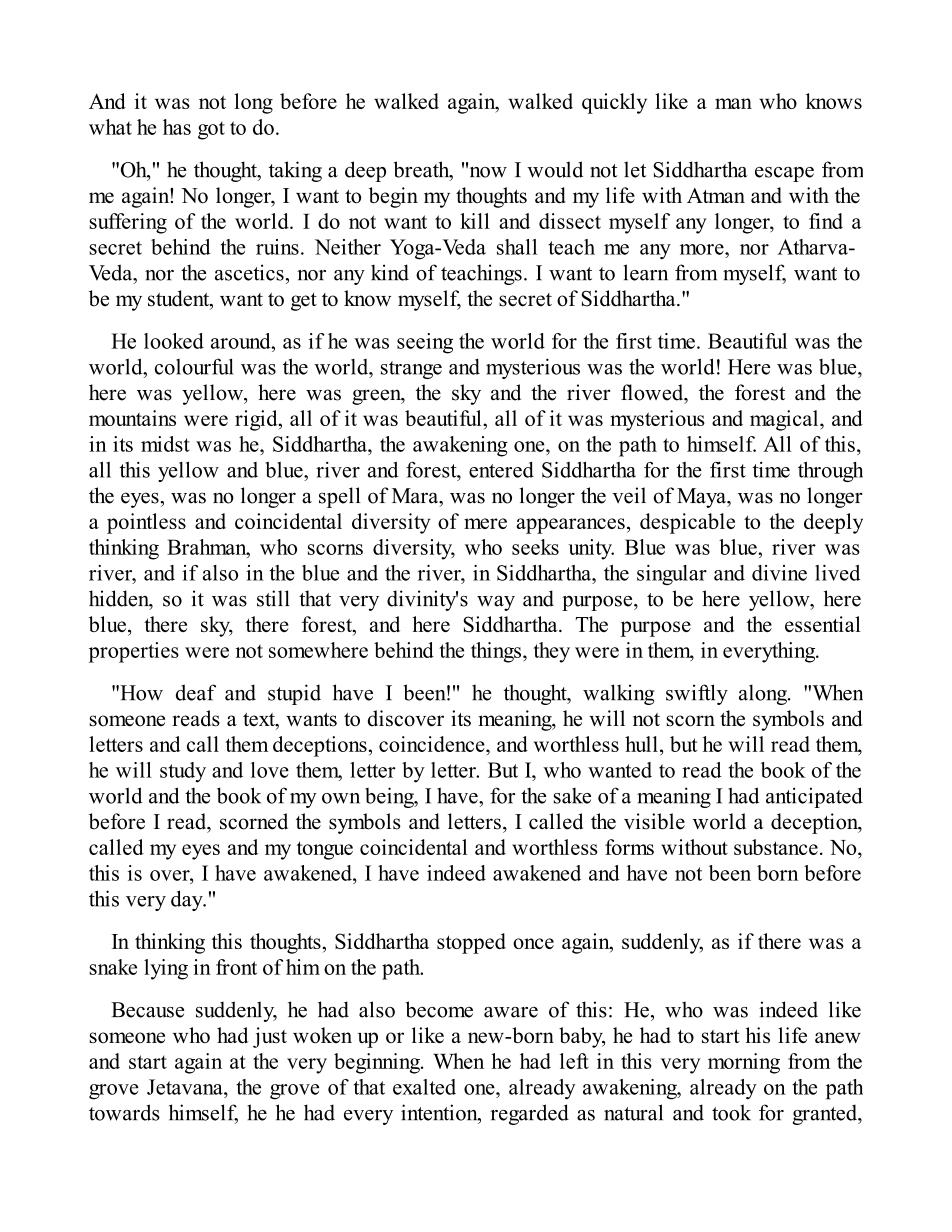 And it was not long before he walked again, walked quickly like a man who knows
what he has got to do.
"Oh," he thought, taking a deep breath, "now I would not let Siddhartha escape from
me again! No longer, I want to begin my thoughts and my life with Atman and with the
suffering of the world. I do not want to kill and dissect myself any longer, to find a
secret behind the ruins. Neither Yoga-Veda shall teach me any more, nor Atharva-
Veda, nor the ascetics, nor any kind of teachings. I want to learn from myself, want to
be my student, want to get to know myself, the secret of Siddhartha."
He looked around, as if he was seeing the world for the first time. Beautiful was the
world, colourful was the world, strange and mysterious was the world! Here was blue,
here was yellow, here was green, the sky and the river flowed, the forest and the
mountains were rigid, all of it was beautiful, all of it was mysterious and magical, and
in its midst was he, Siddhartha, the awakening one, on the path to himself. All of this,
all this yellow and blue, river and forest, entered Siddhartha for the first time through
the eyes, was no longer a spell of Mara, was no longer the veil of Maya, was no longer
a pointless and coincidental diversity of mere appearances, despicable to the deeply
thinking Brahman, who scorns diversity, who seeks unity. Blue was blue, river was
river, and if also in the blue and the river, in Siddhartha, the singular and divine lived
hidden, so it was still that very divinity's way and purpose, to be here yellow, here
blue, there sky, there forest, and here Siddhartha. The purpose and the essential
properties were not somewhere behind the things, they were in them, in everything.
"How deaf and stupid have I been!" he thought, walking swiftly along. "When
someone reads a text, wants to discover its meaning, he will not scorn the symbols and
letters and call them deceptions, coincidence, and worthless hull, but he will read them,
he will study and love them, letter by letter. But I, who wanted to read the book of the
world and the book of my own being, I have, for the sake of a meaning I had anticipated
before I read, scorned the symbols and letters, I called the visible world a deception,
called my eyes and my tongue coincidental and worthless forms without substance. No,
this is over, I have awakened, I have indeed awakened and have not been born before
this very day."
In thinking this thoughts, Siddhartha stopped once again, suddenly, as if there was a
snake lying in front of him on the path.
Because suddenly, he had also become aware of this: He, who was indeed like
someone who had just woken up or like a new-born baby, he had to start his life anew
and start again at the very beginning. When he had left in this very morning from the
grove Jetavana, the grove of that exalted one, already awakening, already on the path
towards himself, he he had every intention, regarded as natural and took for granted,